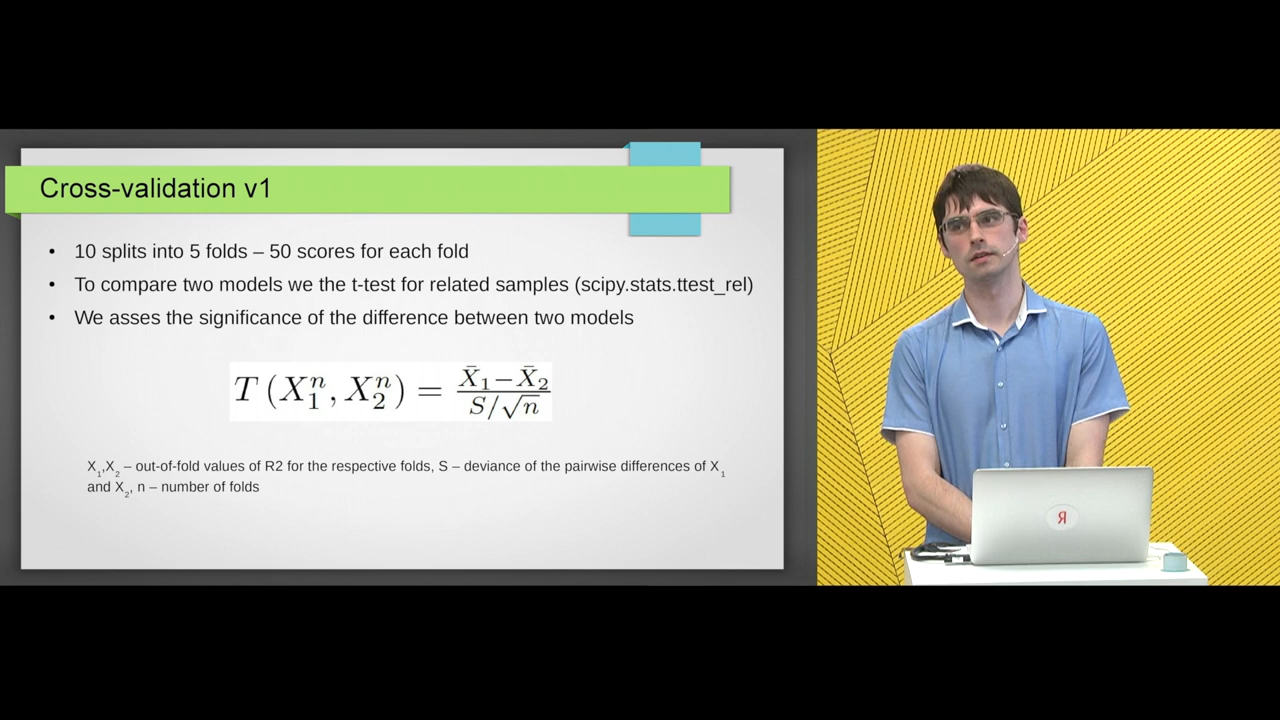 Cross-validation v1
• 10 splits into 5 folds – 50 scores for each fold
• To compare two models we the t-test for related samples (scipy.stats.ttest_rel)
• We asses the significance of the difference between two models
T (X₁ⁿ, X₂ⁿ) = (X̄₁−X̄₂)/(S/√n)
X₁,X₂ – out-of-fold values of R2 for the respective folds, S – deviance of the pairwise differences of X₁
and X₂, n – number of folds
Я